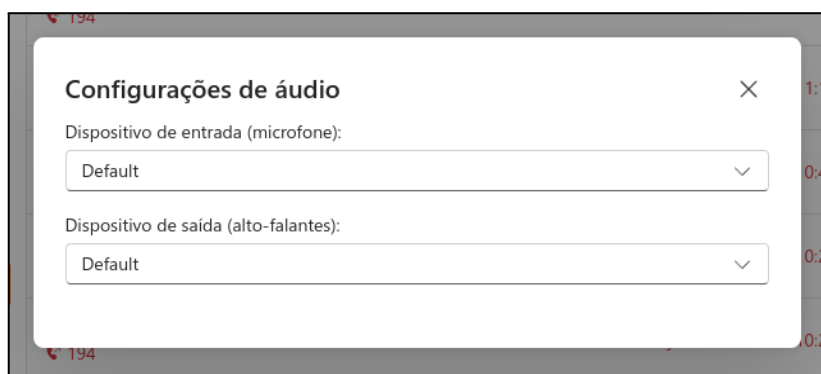 194
Configurações de áudio
Dispositivo de entrada (microfone):
Default
Dispositivo de saída (alto-falantes):
Default
194